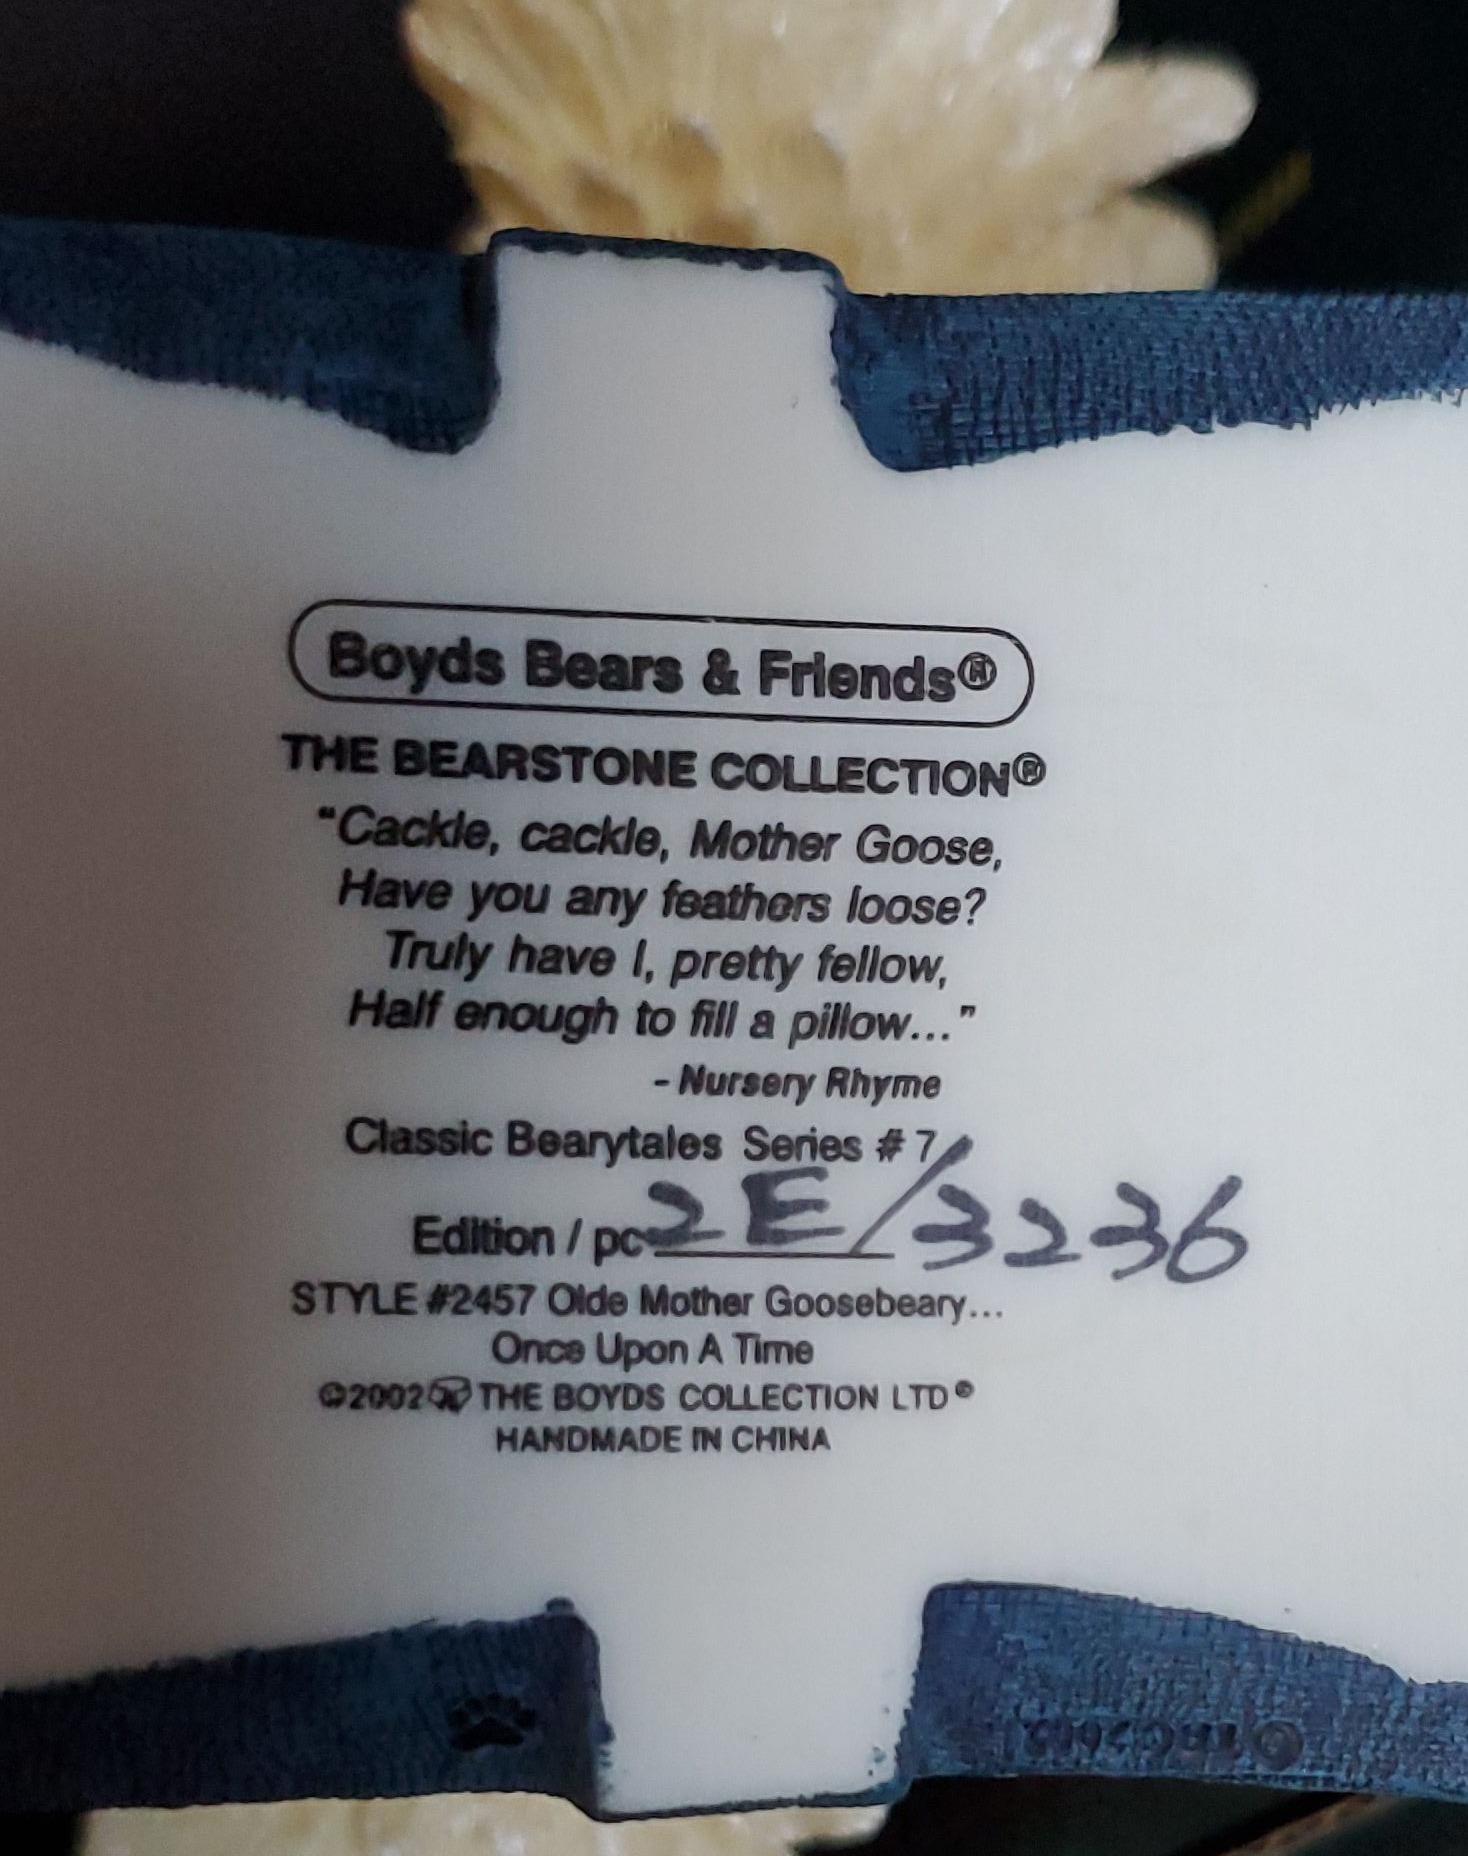 Boyds Bears & Friends®
THE BEARSTONE COLLECTION®
“Cackle, cackle, Mother Goose,
Have you any feathers loose?
Truly have I, pretty fellow,
Half enough to fill a pillow...”
- Nursery Rhyme
Classic Bearytales Series # 7
Edition / pc 2E/3236
STYLE #2457 Olde Mother Goosebeary...
Once Upon A Time
©2002 THE BOYDS COLLECTION LTD®
HANDMADE IN CHINA